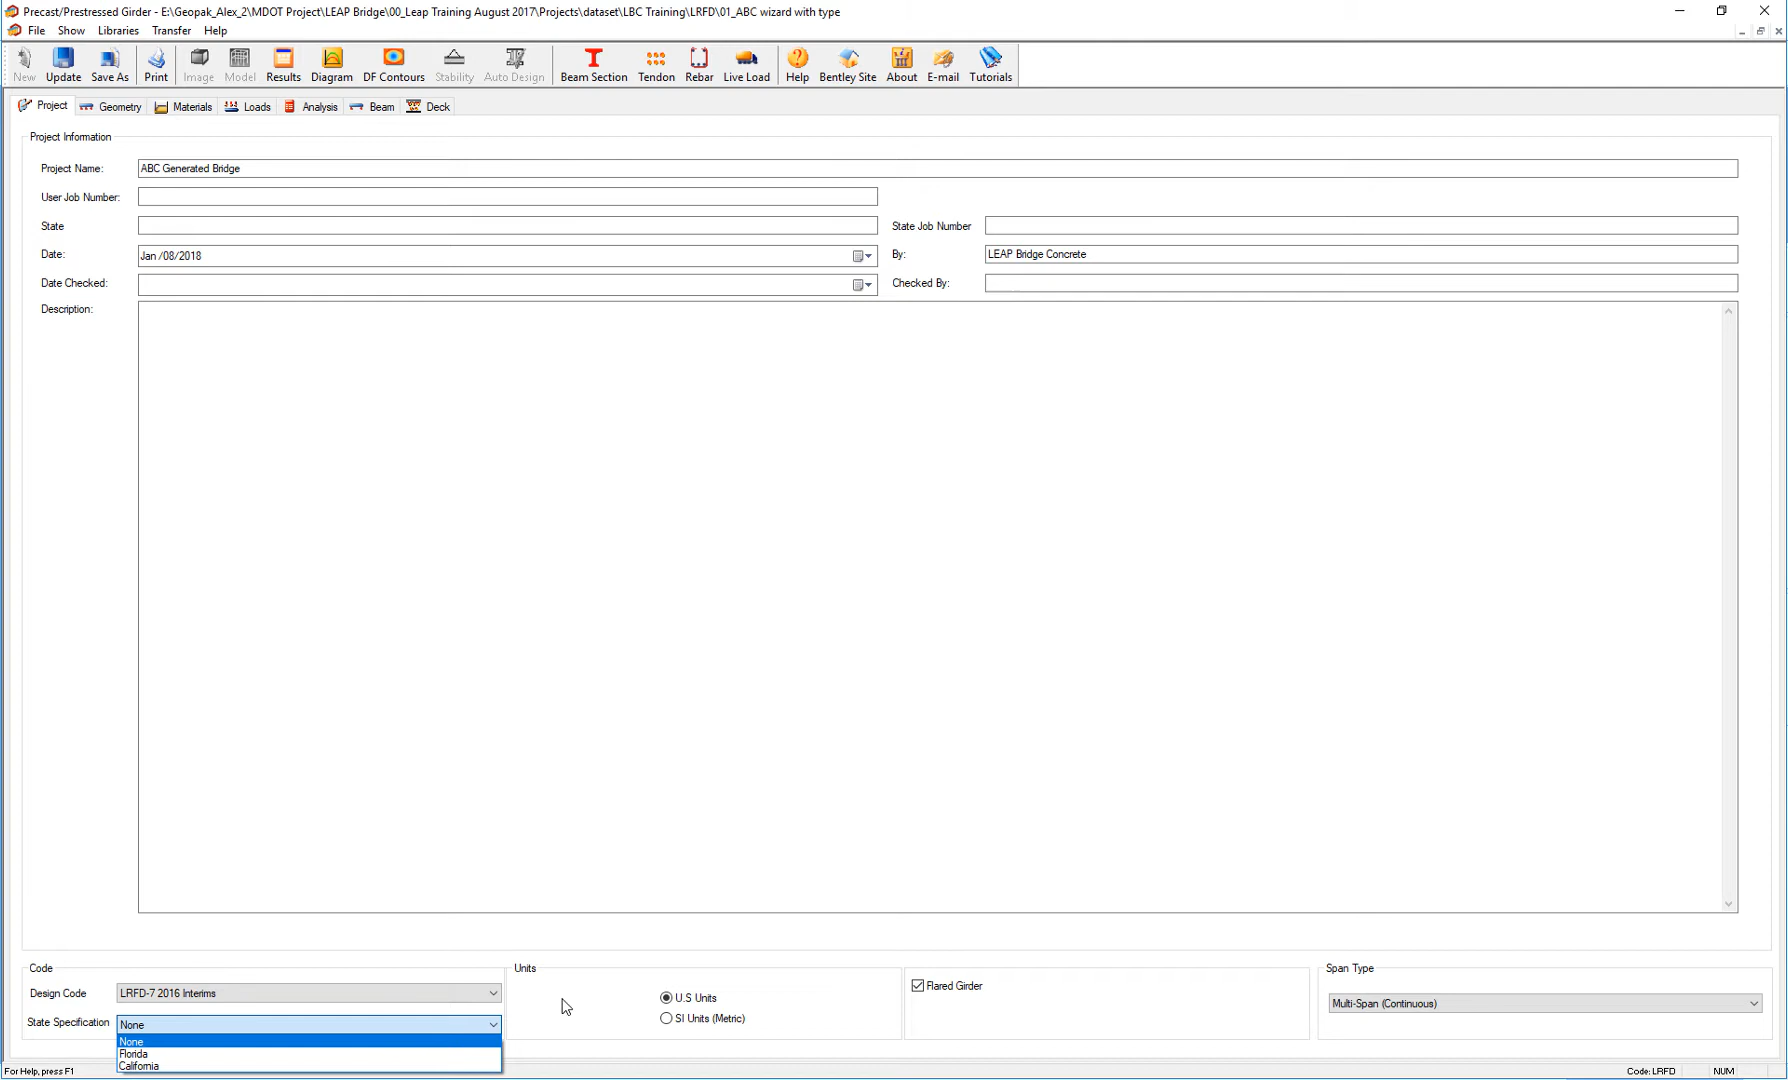 Precast/Prestressed Girder - E:\Geopak_Alex_2\MDOT Project\LEAP Bridge\00_Leap Training August 2017\Projects\dataset\LBC Training\LRFD\01_ABC wizard with type
File Show Libraries Transfer Help
New Update Save As Print Image Model Results Diagram DF Contours Stability Auto Design Beam Section Tendon Rebar Live Load Help Bentley Site About E-mail Tutorials
Project Geometry Materials Loads Analysis Beam Deck
Project Information
Project Name: ABC Generated Bridge
User Job Number:
State State Job Number
Date: Jan /08/2018 By: LEAP Bridge Concrete
Date Checked: Checked By:
Description:
Code Units Span Type
Design Code LRFD-7 2016 Interims U.S Units Flared Girder Multi-Span (Continuous)
State Specification None SI Units (Metric)
None
Florida
California
For Help, press F1 Code: LRFD NUM